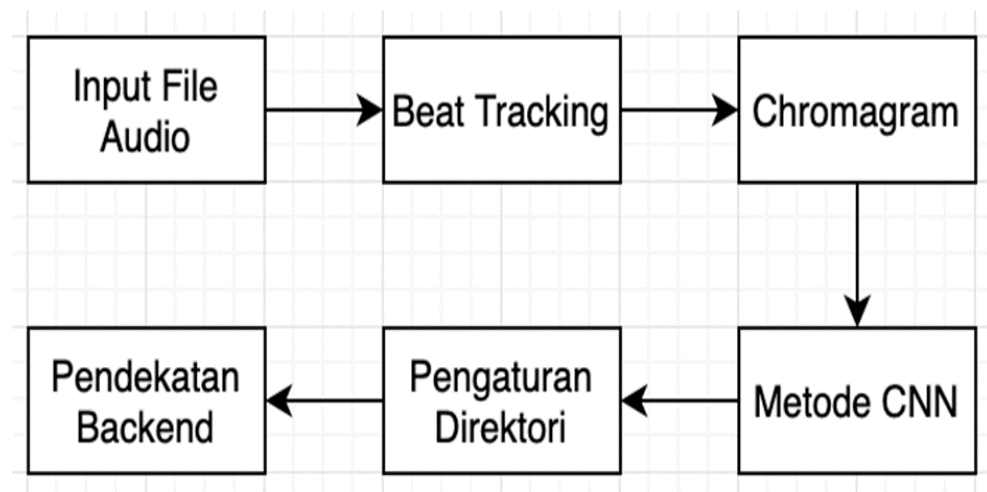 Input File
Audio
Beat Tracking
Chromagram
Metode CNN
Pengaturan
Direktori
Pendekatan
Backend